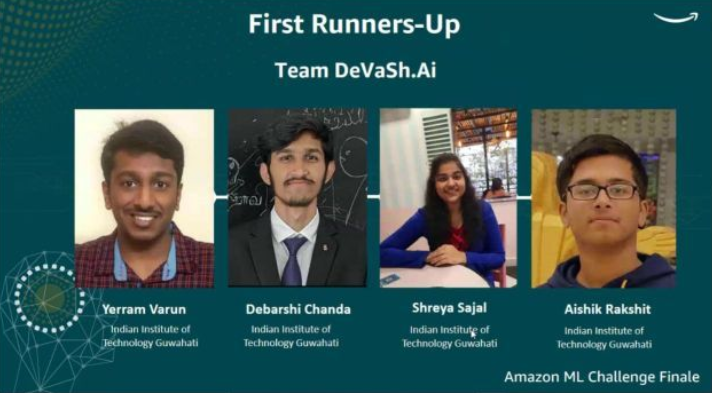 First Runners-Up
Team DeVaSh.Ai
Yerram Varun
Indian Institute of
Technology Guwahati
Debarshi Chanda
Indian Institute of
Technology Guwahati
Shreya Sajal
Indian Institute of
Technology Guwahati
Aishik Rakshit
Indian Institute of
Technology Guwahati
Amazon ML Challenge Finale